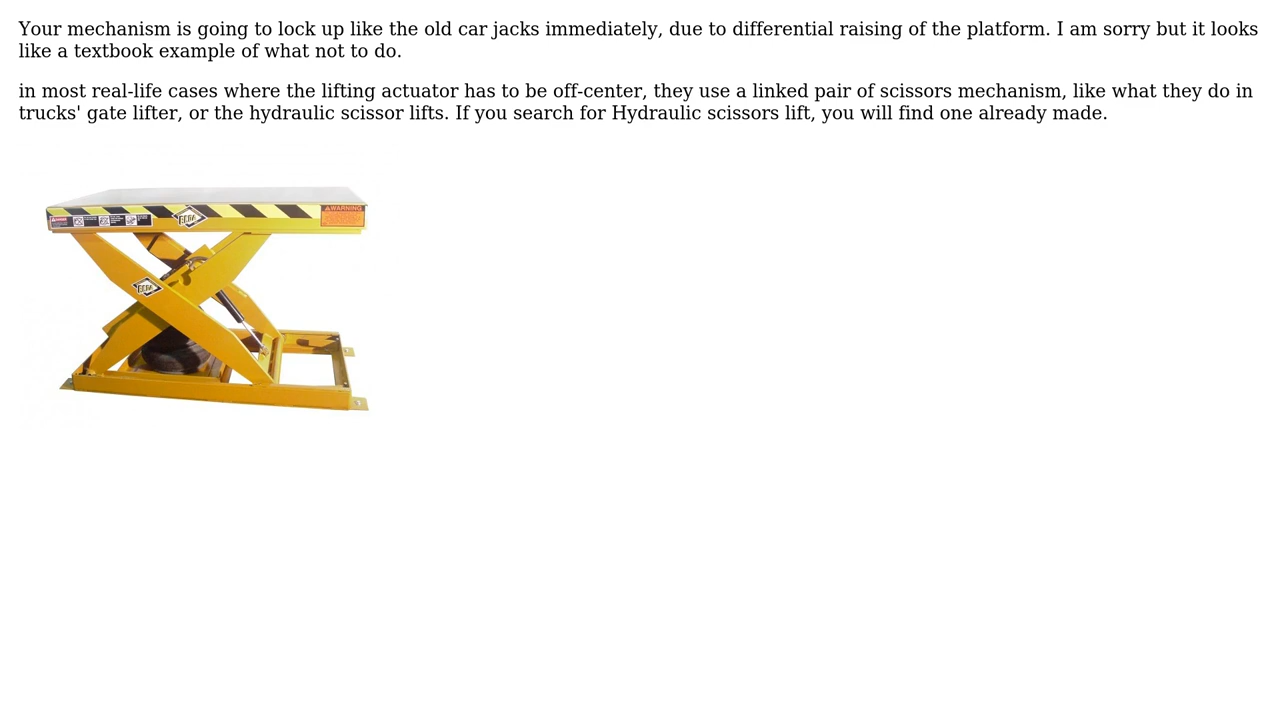 Your mechanism is going to lock up like the old car jacks immediately, due to differential raising of the platform. I am sorry but it looks
like a textbook example of what not to do.
in most real-life cases where the lifting actuator has to be off-center, they use a linked pair of scissors mechanism, like what they do in
trucks' gate lifter, or the hydraulic scissor lifts. If you search for Hydraulic scissors lift, you will find one already made.
WARNING